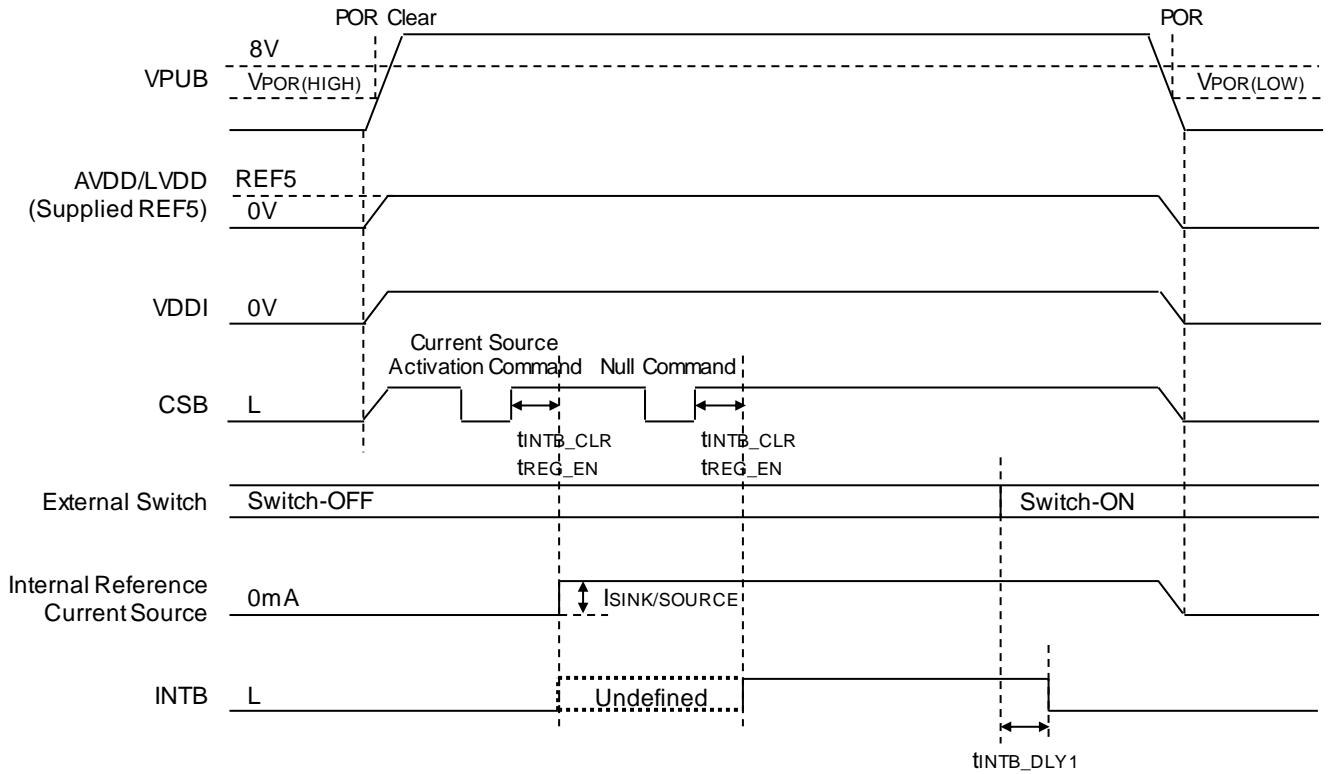 POR Clear
POR
8V
VPUB
VPOR(HIGH)
VPOR(LOW)
AVDD/LVDD
(Supplied REF5)
REF5
0V
VDDI
0V
Current Source
Activation Command
Null Command
CSB
L
tINTB_CLR
tREG_EN
tINTB_CLR
tREG_EN
External Switch
Switch-OFF
Switch-ON
Internal Reference
Current Source
0mA
ISINK/SOURCE
INTB
L
Undefined
tINTB_DLY1